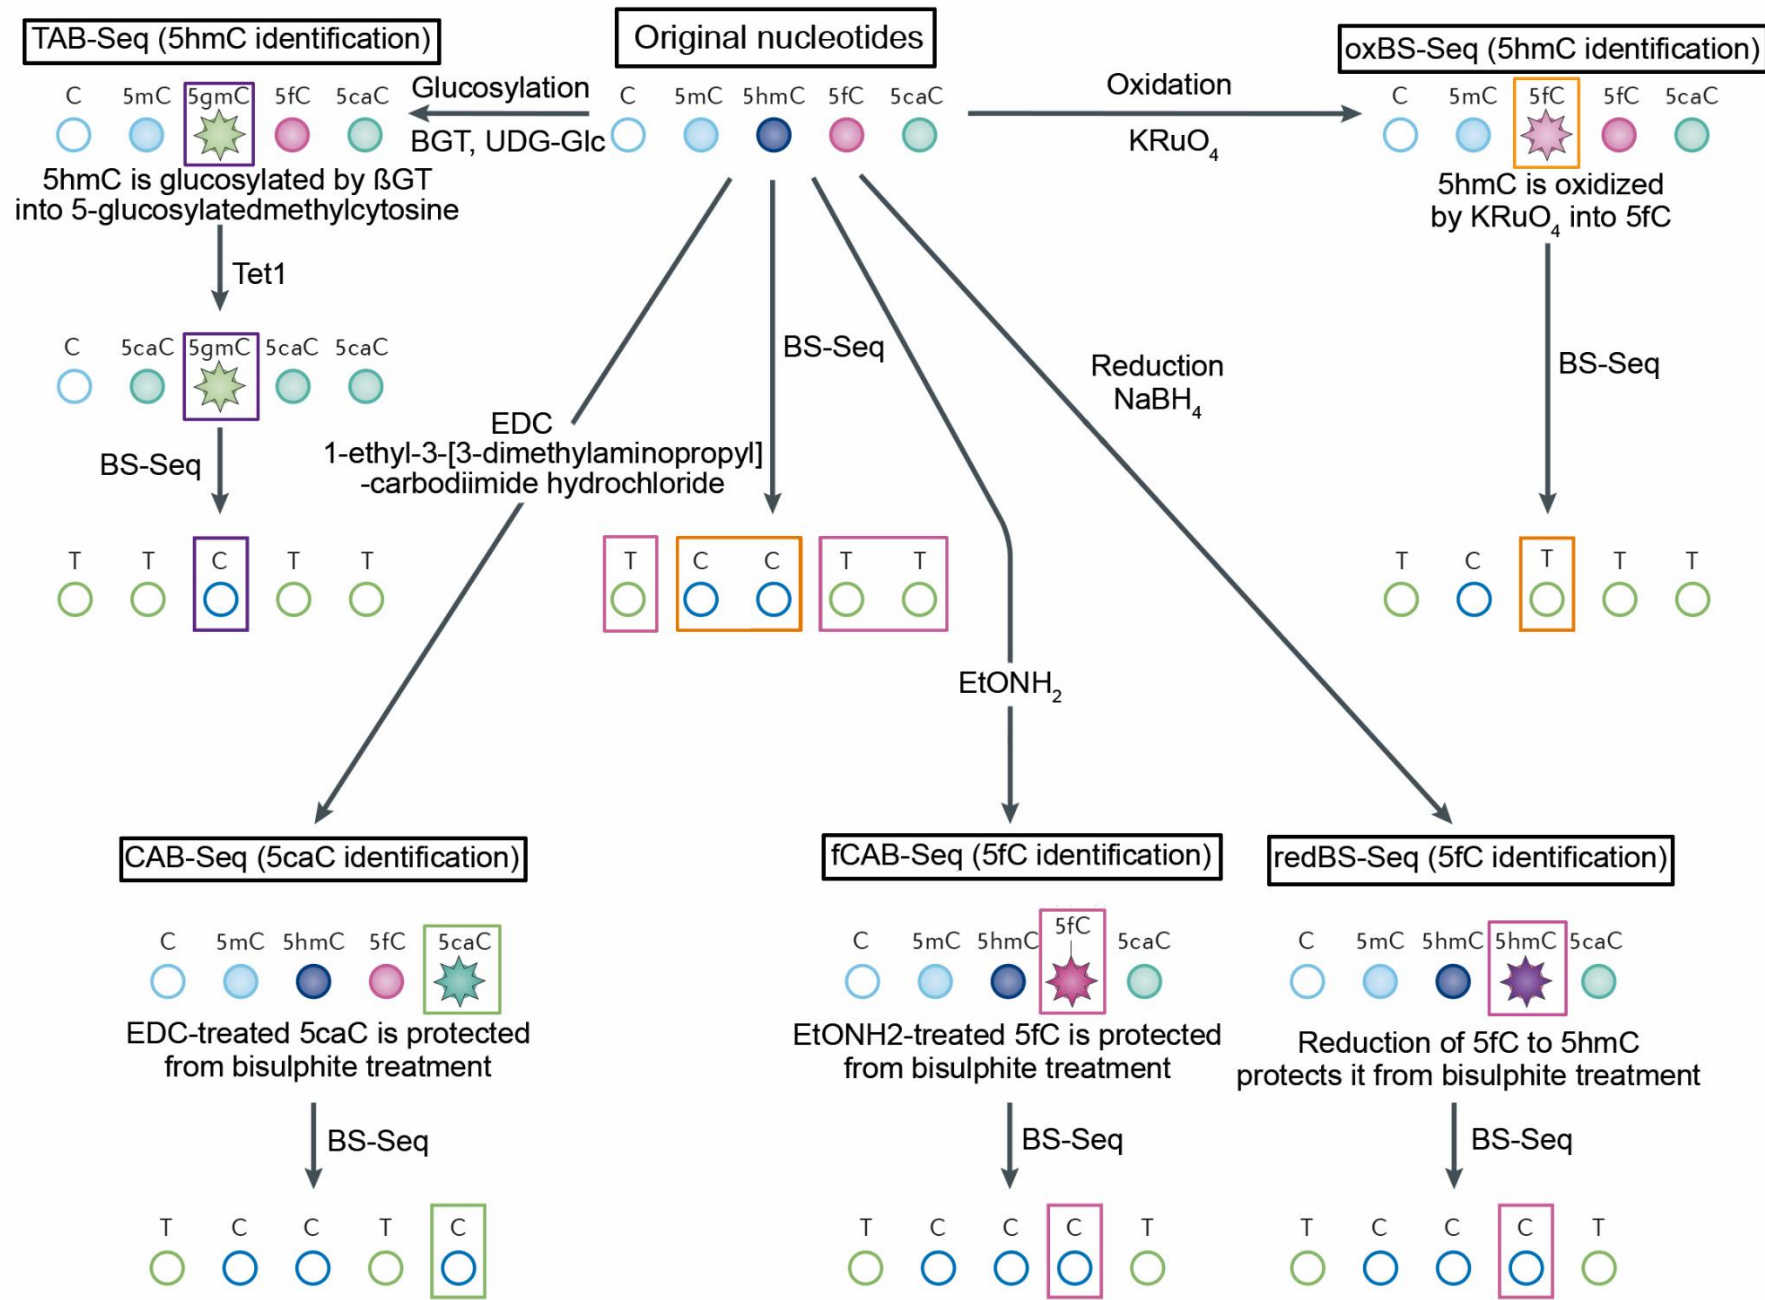 TAB-Seq (5hmC identification)
C 5mC 5gmC 5fC 5caC
5hmC is glucosylated by ßGT
into 5-glucosylatedmethylcytosine
Tet1
C 5caC 5gmC 5caC 5caC
BS-Seq
T T C T T
Glucosylation
BGT, UDG-Glc
Original nucleotides
C 5mC 5hmC 5fC 5caC
Oxidation
KRuO4
oxBS-Seq (5hmC identification)
C 5mC 5fC 5fC 5caC
5hmC is oxidized
by KRuO4 into 5fC
BS-Seq
T C T T T
EDC
1-ethyl-3-[3-dimethylaminopropyl]
-carbodiimide hydrochloride
BS-Seq
T C C T T
EtONH2
Reduction
NaBH4
CAB-Seq (5caC identification)
C 5mC 5hmC 5fC 5caC
EDC-treated 5caC is protected
from bisulphite treatment
BS-Seq
T C C T C
fCAB-Seq (5fC identification)
C 5mC 5hmC 5fC 5caC
EtONH2-treated 5fC is protected
from bisulphite treatment
BS-Seq
T C C C T
redBS-Seq (5fC identification)
C 5mC 5hmC 5hmC 5caC
Reduction of 5fC to 5hmC
protects it from bisulphite treatment
BS-Seq
T C C C T